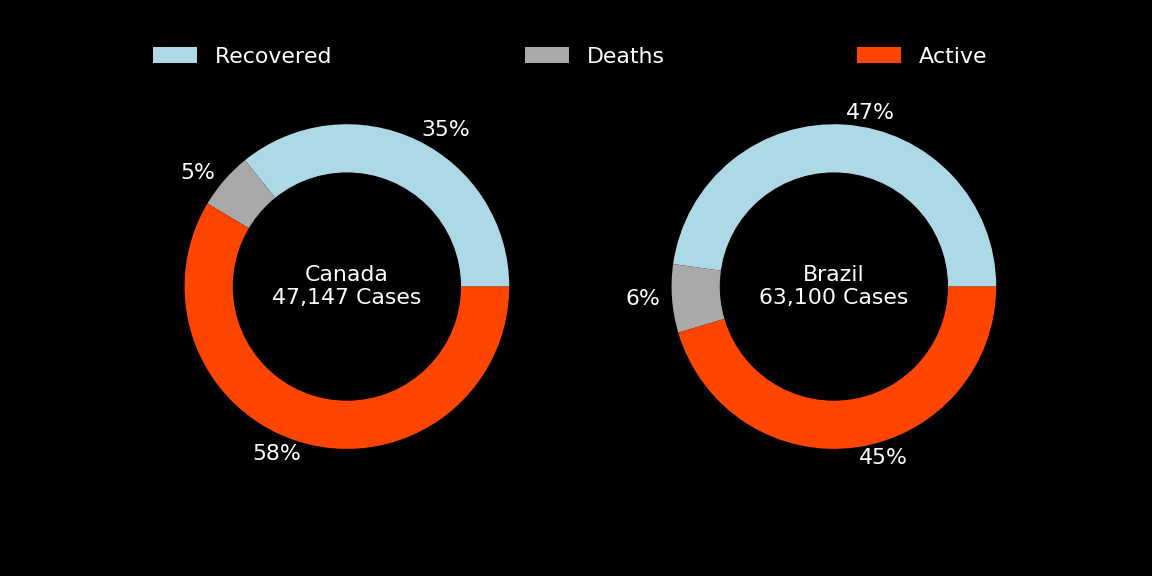 Recovered
Deaths
Active
35%
5%
Canada
47,147 Cases
58%
47%
6%
Brazil
63,100 Cases
45%